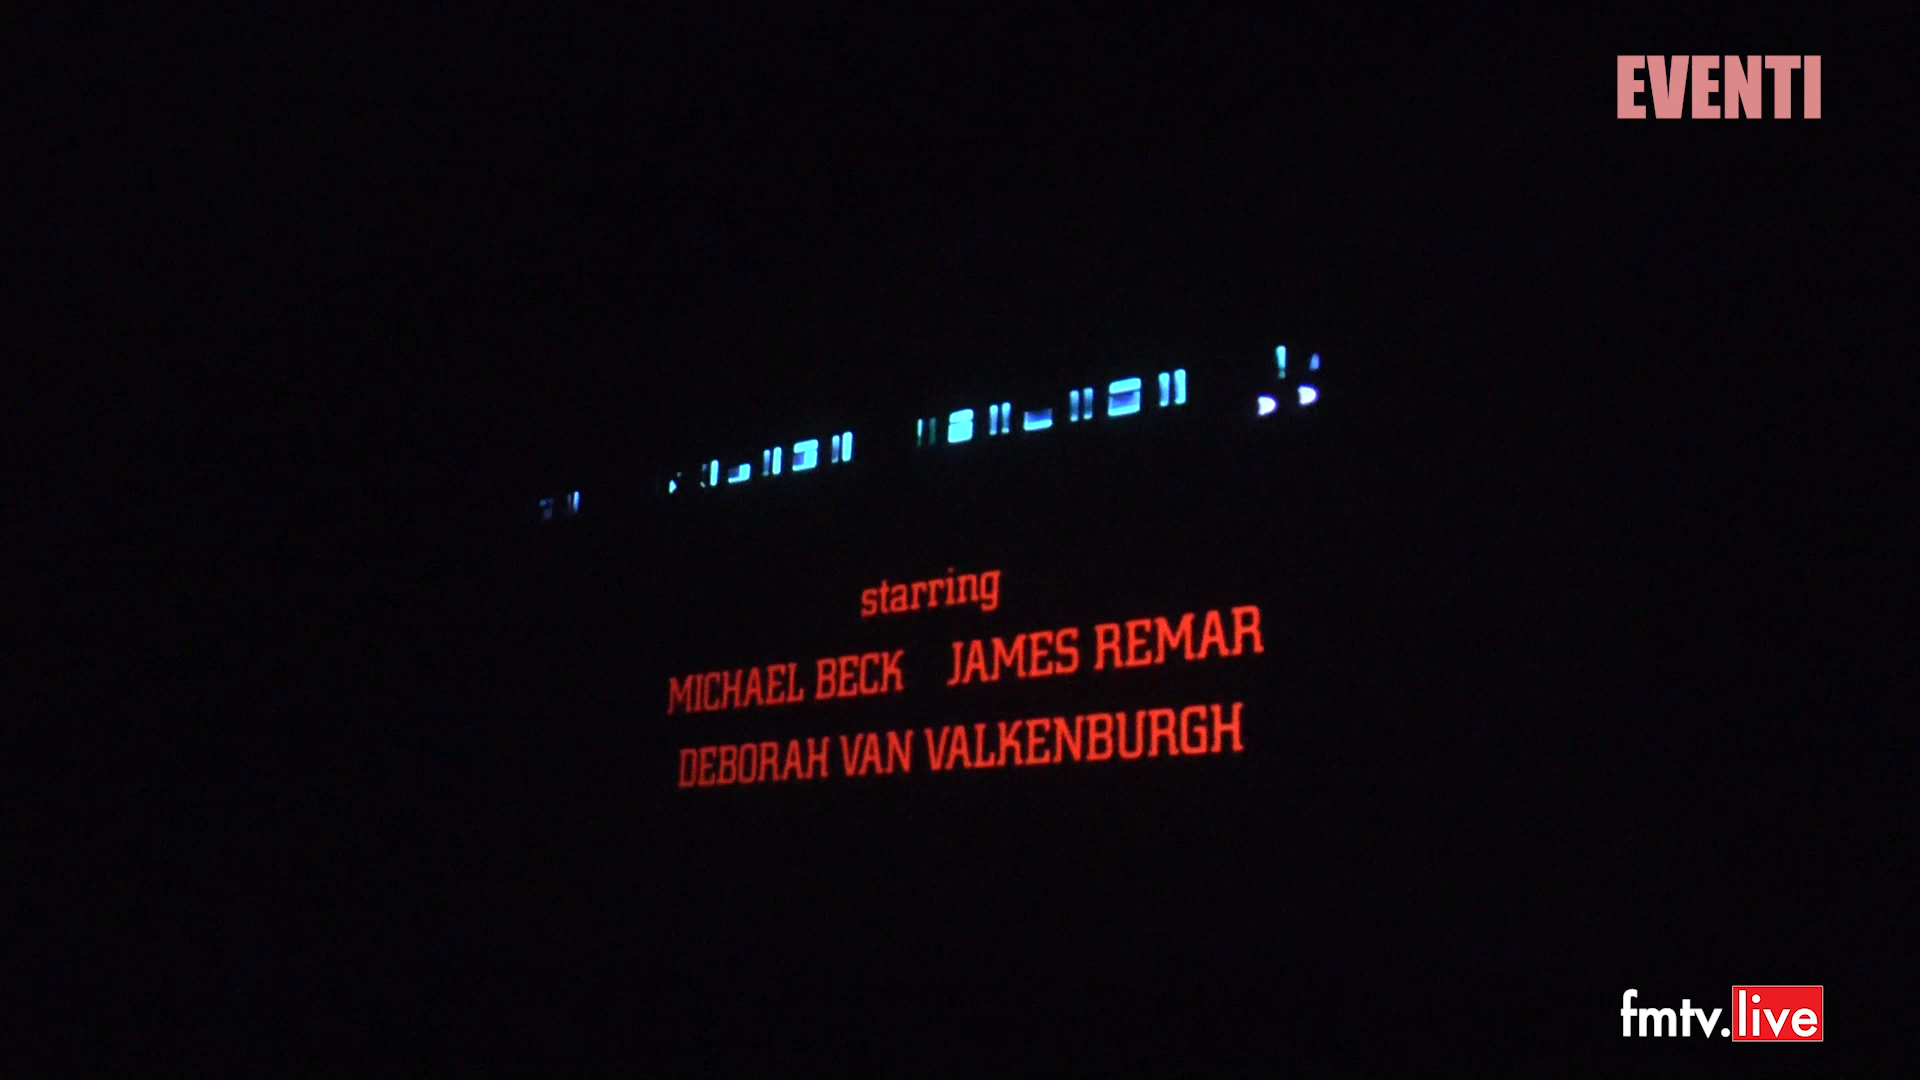 EVENTI
starring
MICHAEL BECK JAMES REMAR
DEBORAH VAN VALKENBURGH
fmtv.live